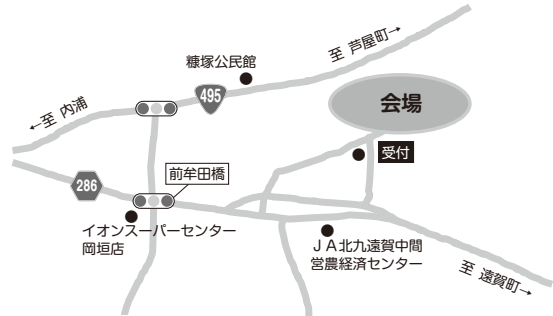 至 芦屋町→
糠塚公民館
495
会場
←至 内浦
受付
前牟田橋
286
イオンスーパーセンター
岡垣店
ＪＡ北九遠賀中間
営農経済センター
至 遠賀町→